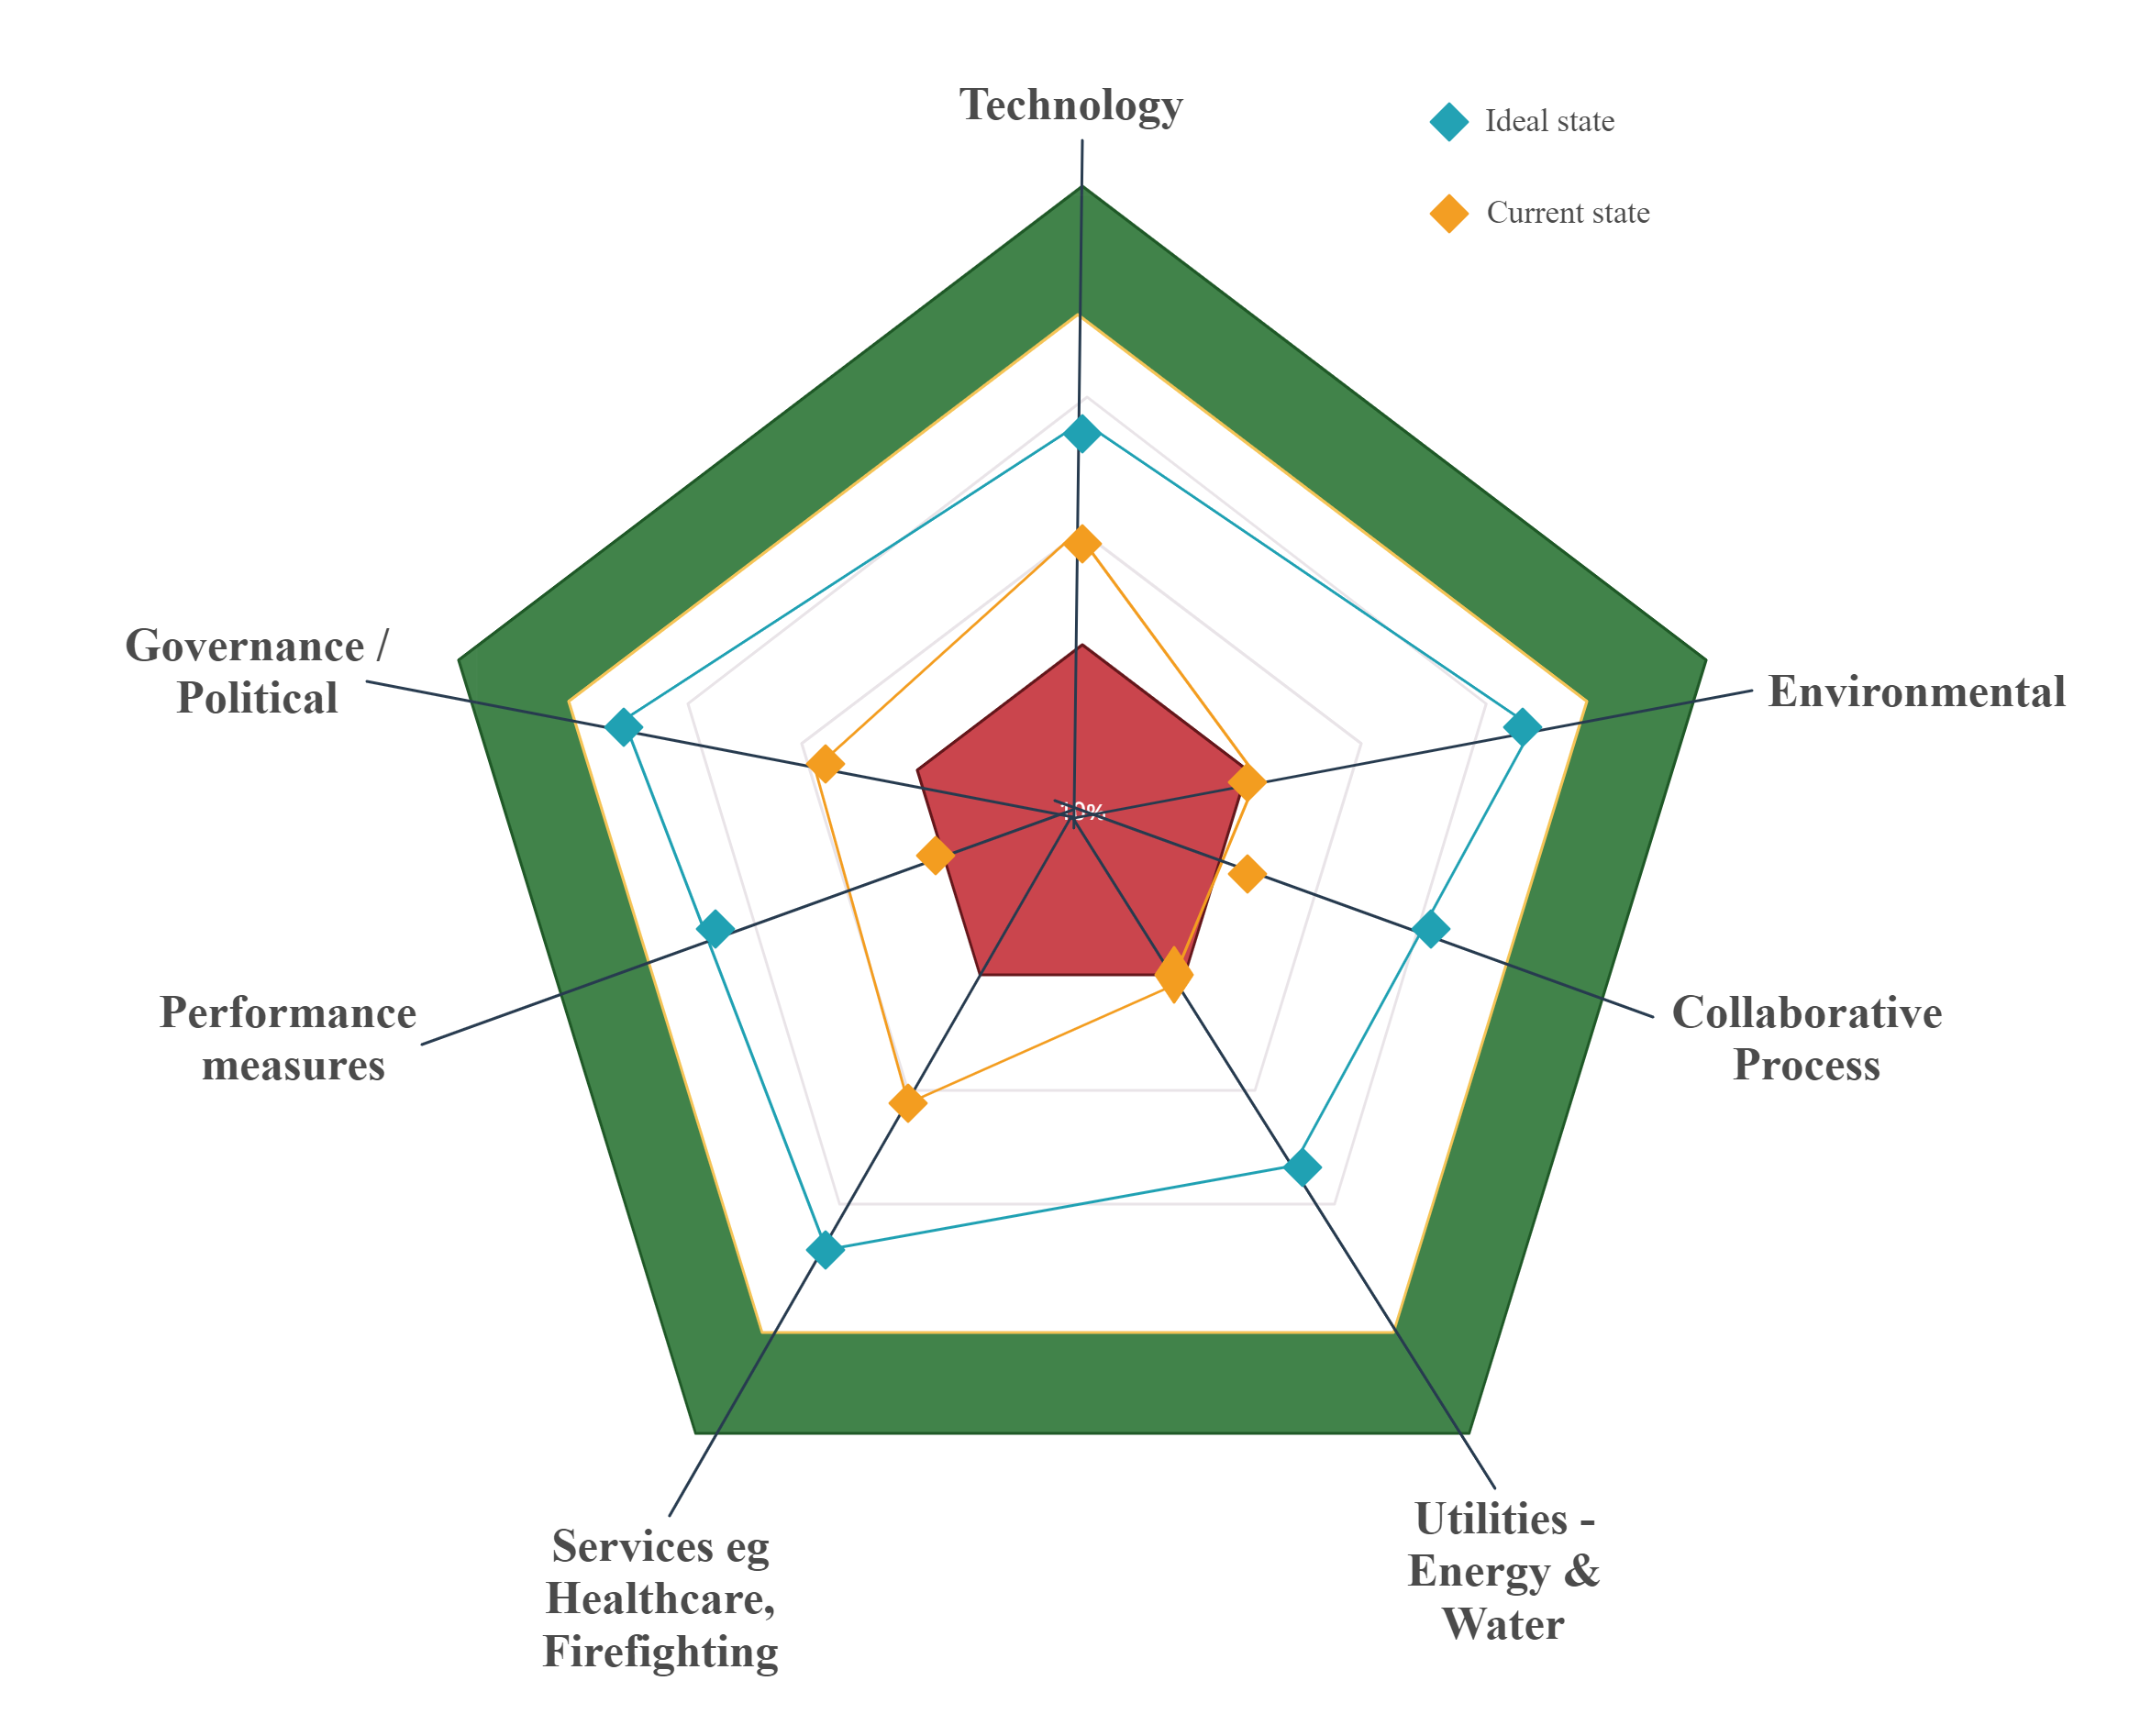 Technology
Ideal state
Current state
Governance /
Political
Environmental
10%
Performance
measures
Collaborative
Process
Services eg
Healthcare,
Firefighting
Utilities -
Energy &
Water